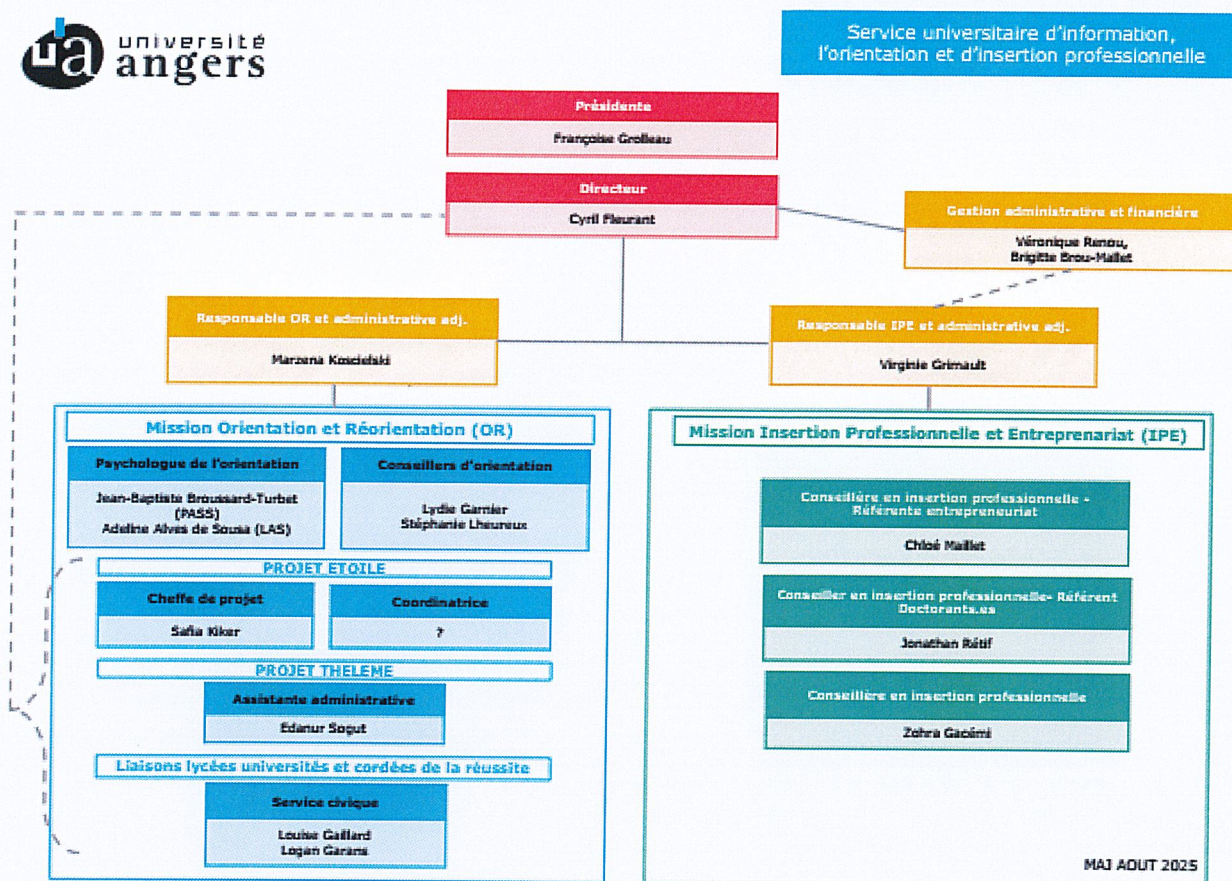 université
angers
Service universitaire d'information,
l'orientation et d'insertion professionnelle
Présidente
Françoise Grolleau
Directeur
Cyril Fleurant
Gestion administrative et financière
Véronique Renou,
Brigitte Brou-Mallet
Responsable OR et administrative adj.
Marzena Koscielski
Responsable IPE et administrative adj.
Virginie Grimault
Mission Orientation et Réorientation (OR)
Psychologue de l'orientation
Jean-Baptiste Broussard-Turbet
(PASS)
Adeline Alves de Sousa (LAS)
Conseillers d'orientation
Lydie Garnier
Stéphanie Lheureux
PROJET ETOILE
Cheffe de projet
Safia Kiker
Coordinatrice
?
PROJET THELEME
Assistante administrative
Edanur Sogut
Liaisons lycées universités et cordées de la réussite
Service civique
Louise Gaillard
Logan Garans
Mission Insertion Professionnelle et Entreprenariat (IPE)
Conseillère en insertion professionnelle -
Référente entrepreneuriat
Chloé Maillet
Conseiller en insertion professionnelle- Référent
Doctorants.es
Jonathan Rétif
Conseillère en insertion professionnelle
Zohra Gacémi
MAJ AOUT 2025